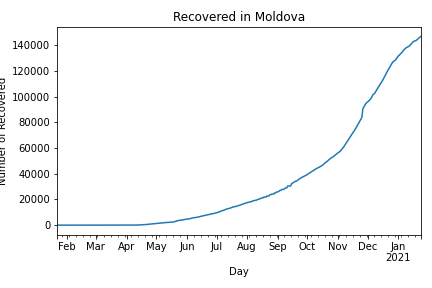 Recovered in Moldova
Number of Recovered
140000
120000
100000
80000
60000
40000
20000
0
Feb Mar Apr May Jun Jul Aug Sep Oct Nov Dec Jan
2021
Day